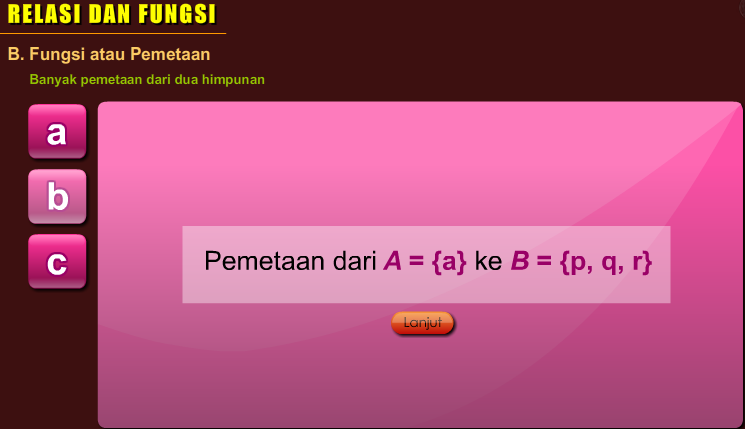 RELASI DAN FUNGSI
B. Fungsi atau Pemetaan
Banyak pemetaan dari dua himpunan
a
b
c
Pemetaan dari A = {a} ke B = {p, q, r}
Lanjut